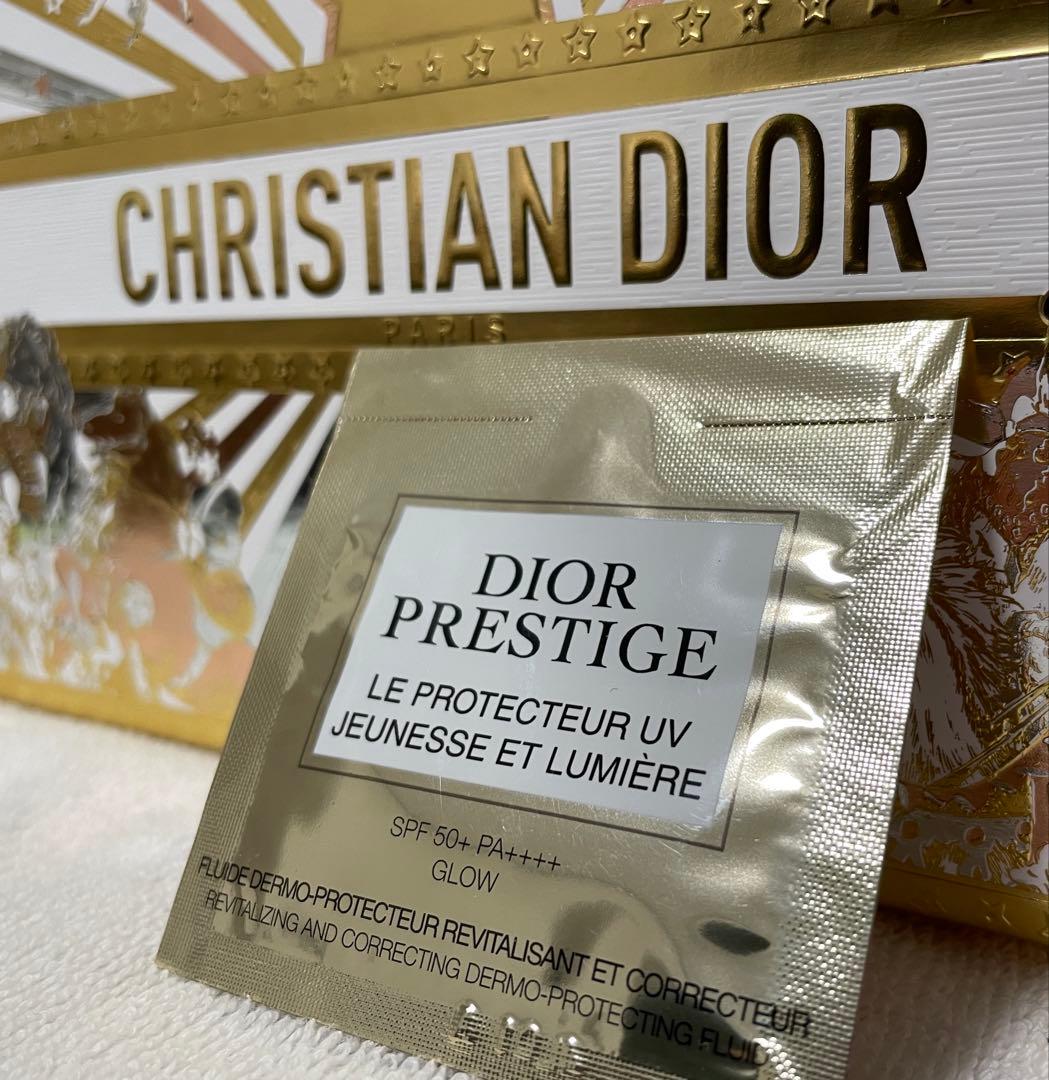 CHRISTIAN DIOR
PARIS
DIOR
PRESTIGE
LE PROTECTEUR UV
JEUNESSE ET LUMIÈRE
SPF 50+ PA++++
GLOW
FLUIDE DERMO-PROTECTEUR REVITALISANT ET CORRECTEUR
REVITALIZING AND CORRECTING DERMO-PROTECTING FLUID